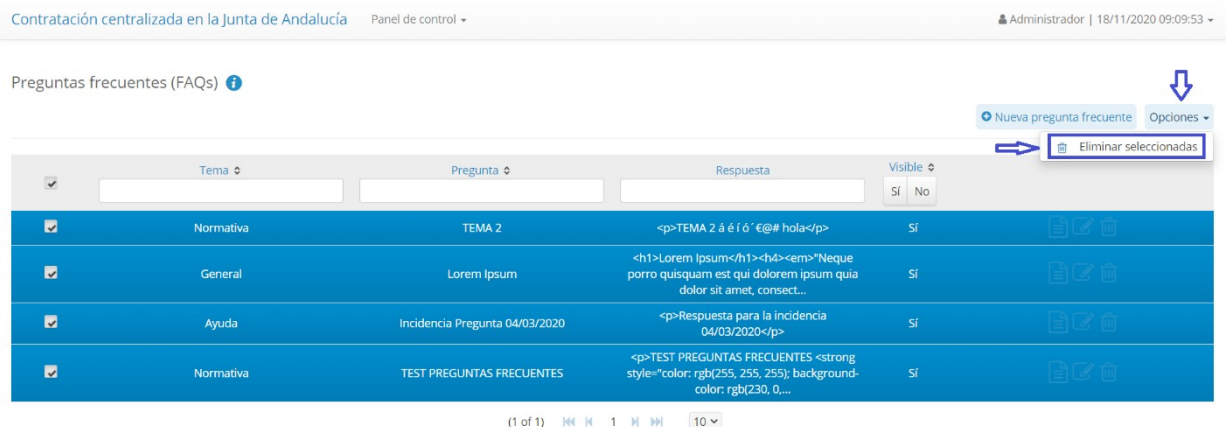 Contratación centralizada en la Junta de Andalucía Panel de control Administrador | 18/11/2020 09:09:53
Preguntas frecuentes (FAQs)
Nueva pregunta frecuente Opciones
Eliminar seleccionadas
Tema Pregunta Respuesta Visible
Sí No
Normativa TEMA 2 <p>TEMA 2 á é í ó ´ €@# hola</p> Sí
General Lorem Ipsum <h1>Lorem Ipsum</h1><h4><em>"Neque
porro quisquam est qui dolorem ipsum quia
dolor sit amet, consect... Sí
Ayuda Incidencia Pregunta 04/03/2020 <p>Respuesta para la incidencia
04/03/2020</p> Sí
Normativa TEST PREGUNTAS FRECUENTES <p>TEST PREGUNTAS FRECUENTES <strong
style="color: rgb(255, 255, 255); background-
color: rgb(230, 0,... Sí
(1 of 1) 1 10